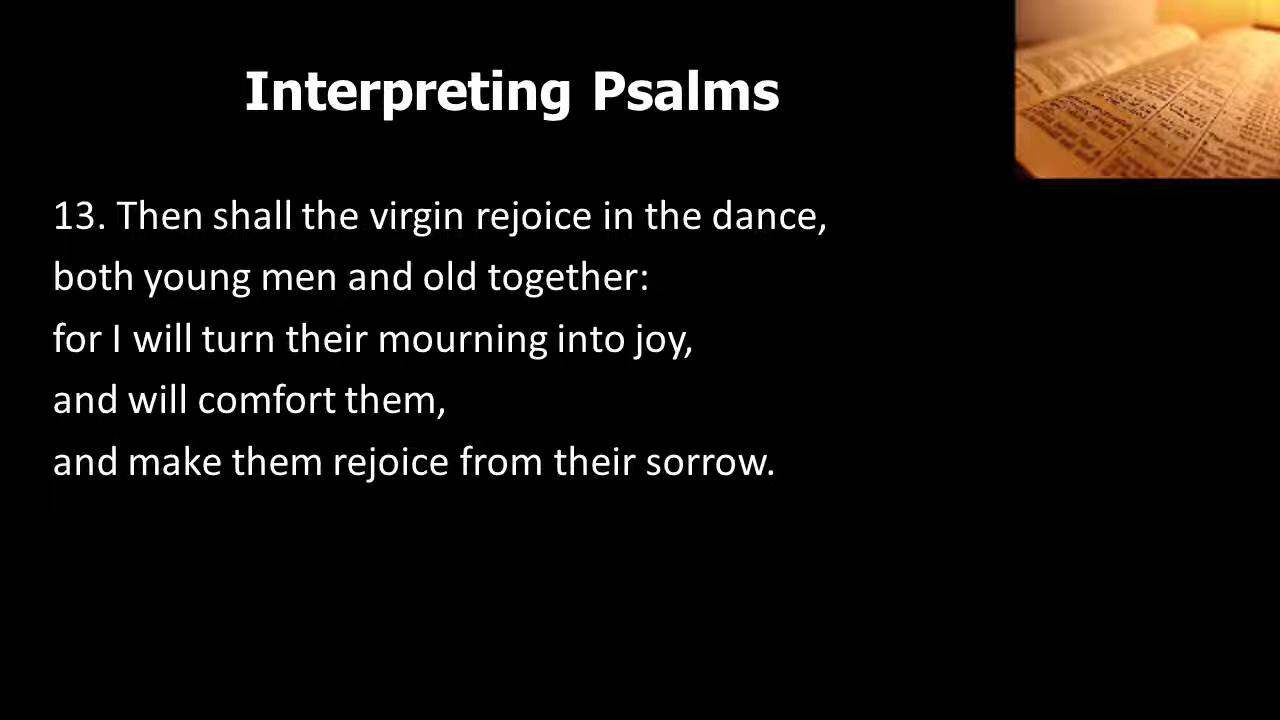 Interpreting Psalms
13. Then shall the virgin rejoice in the dance,
both young men and old together:
for I will turn their mourning into joy,
and will comfort them,
and make them rejoice from their sorrow.